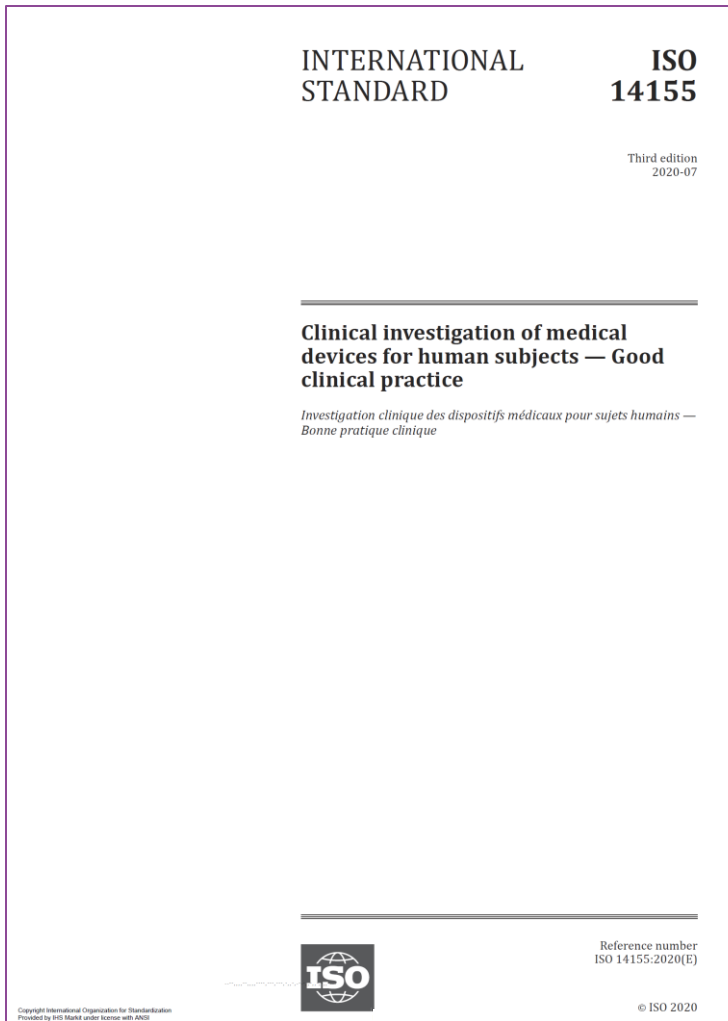 INTERNATIONAL
STANDARD
ISO
14155
Third edition
2020-07
Clinical investigation of medical
devices for human subjects — Good
clinical practice
Investigation clinique des dispositifs médicaux pour sujets humains —
Bonne pratique clinique
ISO
Reference number
ISO 14155:2020(E)
© ISO 2020
Copyright International Organization for Standardization
Provided by IHS Markit under license with ANSI